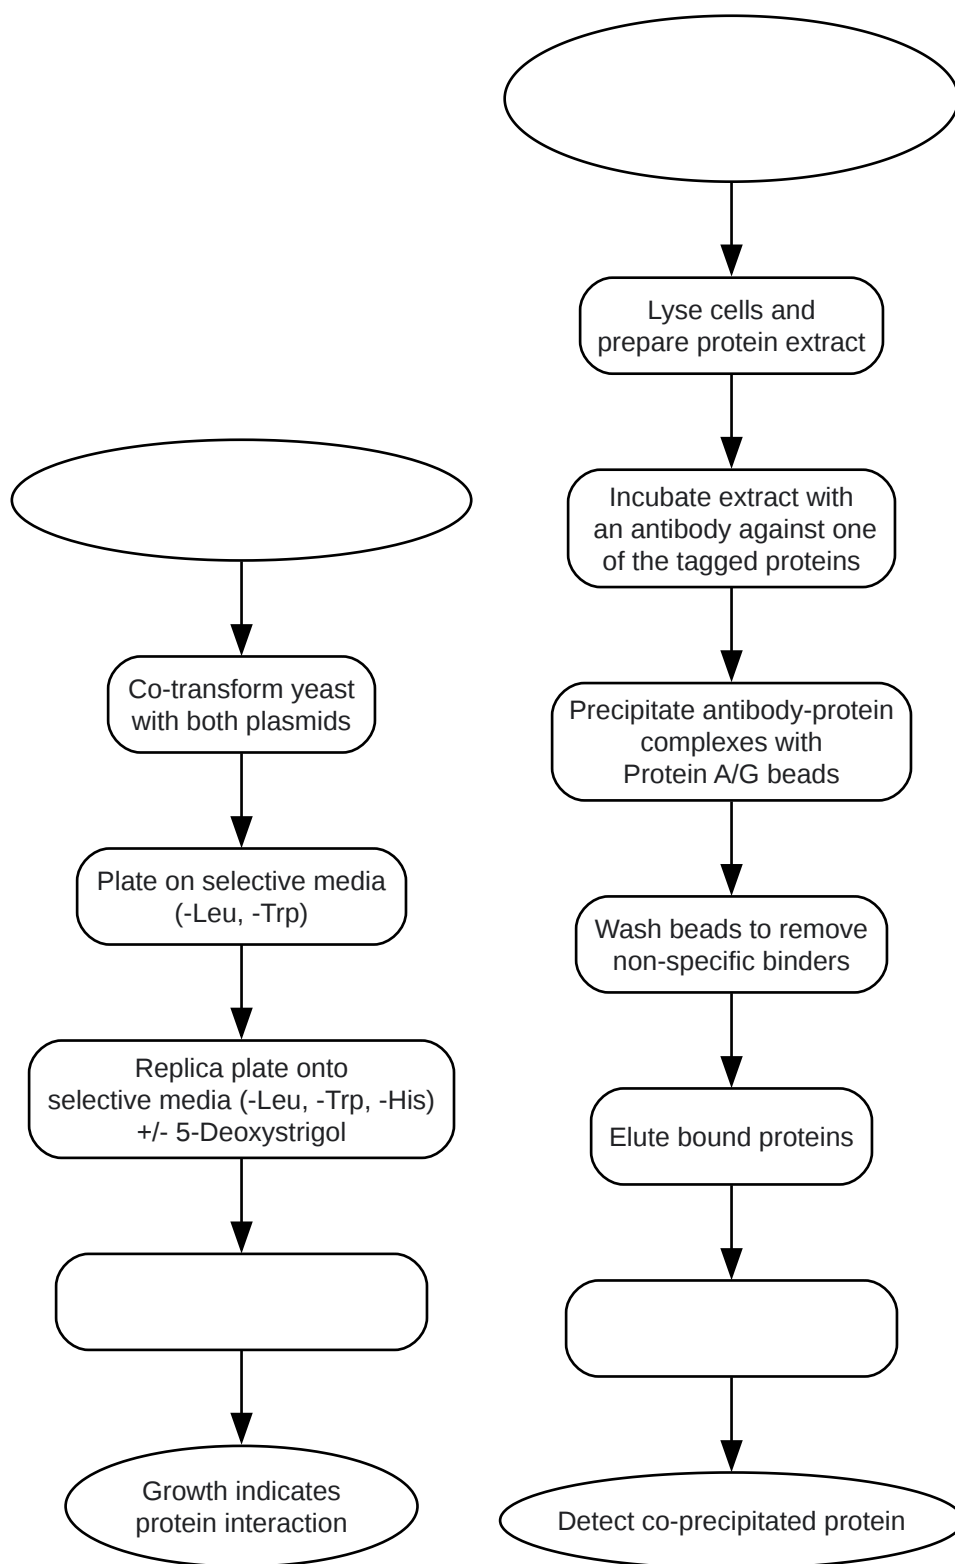 Co-transform yeast
with both plasmids
Plate on selective media
(-Leu, -Trp)
Replica plate onto
selective media (-Leu, -Trp, -His)
+/- 5-Deoxystrigol
Growth indicates
protein interaction
Lyse cells and
prepare protein extract
Incubate extract with
an antibody against one
of the tagged proteins
Precipitate antibody-protein
complexes with
Protein A/G beads
Wash beads to remove
non-specific binders
Elute bound proteins
Detect co-precipitated protein